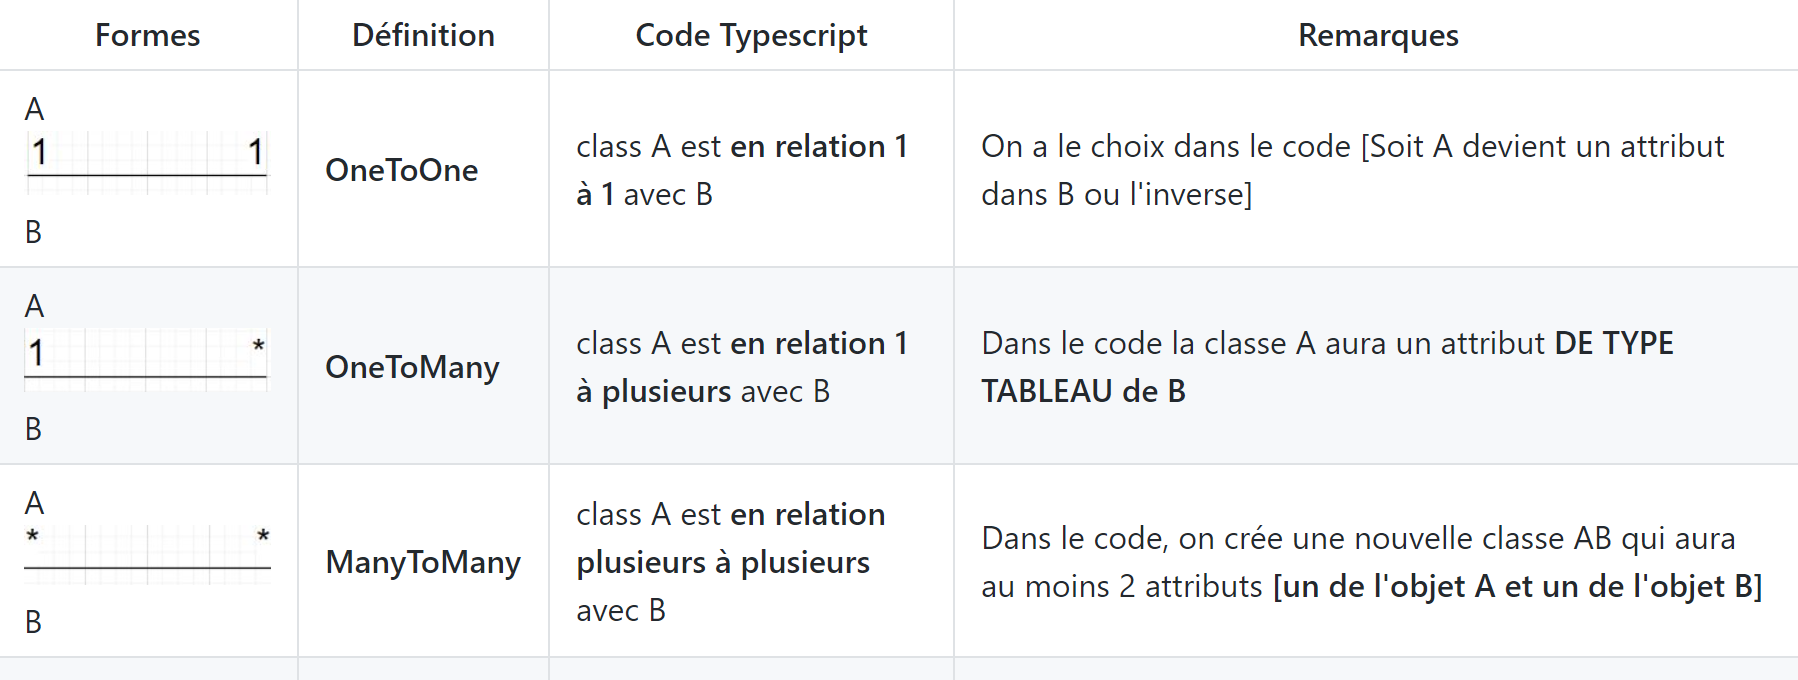 Formes Définition Code Typescript Remarques
A
1 1
B
OneToOne
class A est en relation 1
à 1 avec B
On a le choix dans le code [Soit A devient un attribut
dans B ou l'inverse]
A
1 *
B
OneToMany
class A est en relation 1
à plusieurs avec B
Dans le code la classe A aura un attribut DE TYPE
TABLEAU de B
A
* *
B
ManyToMany
class A est en relation
plusieurs à plusieurs
avec B
Dans le code, on crée une nouvelle classe AB qui aura
au moins 2 attributs [un de l'objet A et un de l'objet B]